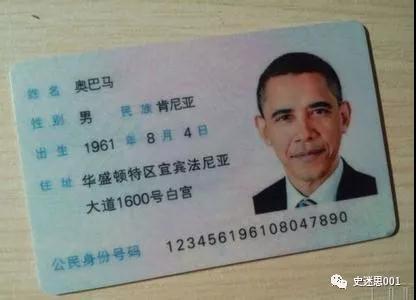 姓名 奥巴马
性别 男 民族 肯尼亚
出生 1961 年 8 月 4 日
住址 华盛顿特区宜宾法尼亚
大道1600号白宫
公民身份号码 123456196108047890
史迷思001